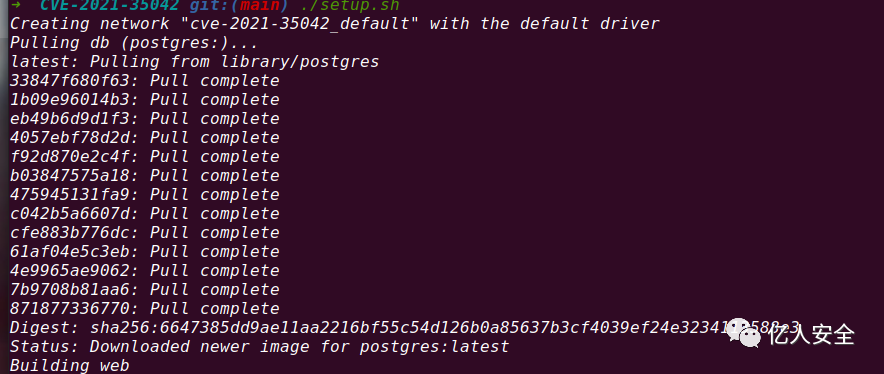 → CVE-2021-35042 git:(main) ./setup.sh
Creating network "cve-2021-35042_default" with the default driver
Pulling db (postgres:)...
latest: Pulling from library/postgres
33847f680f63: Pull complete
1b09e96014b3: Pull complete
eb49b6d9d1f3: Pull complete
4057ebf78d2d: Pull complete
f92d870e2c4f: Pull complete
b03847575a18: Pull complete
475945131fa9: Pull complete
c042b5a6607d: Pull complete
cfe883b776dc: Pull complete
61af04e5c3eb: Pull complete
4e9965ae9062: Pull complete
7b9708b81aa6: Pull complete
871877336770: Pull complete
Digest:
Status: Downloaded newer image for postgres:latest
亿人安全
Building web